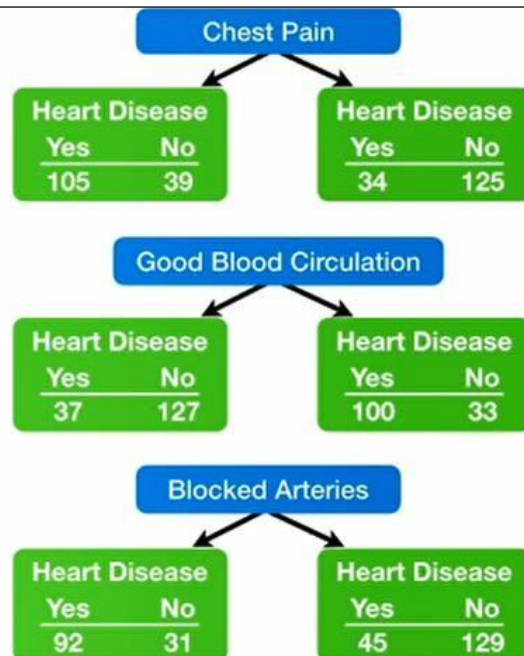 Chest Pain
Heart Disease
Yes No
105 39
Heart Disease
Yes No
34 125
Good Blood Circulation
Heart Disease
Yes No
37 127
Heart Disease
Yes No
100 33
Blocked Arteries
Heart Disease
Yes No
92 31
Heart Disease
Yes No
45 129